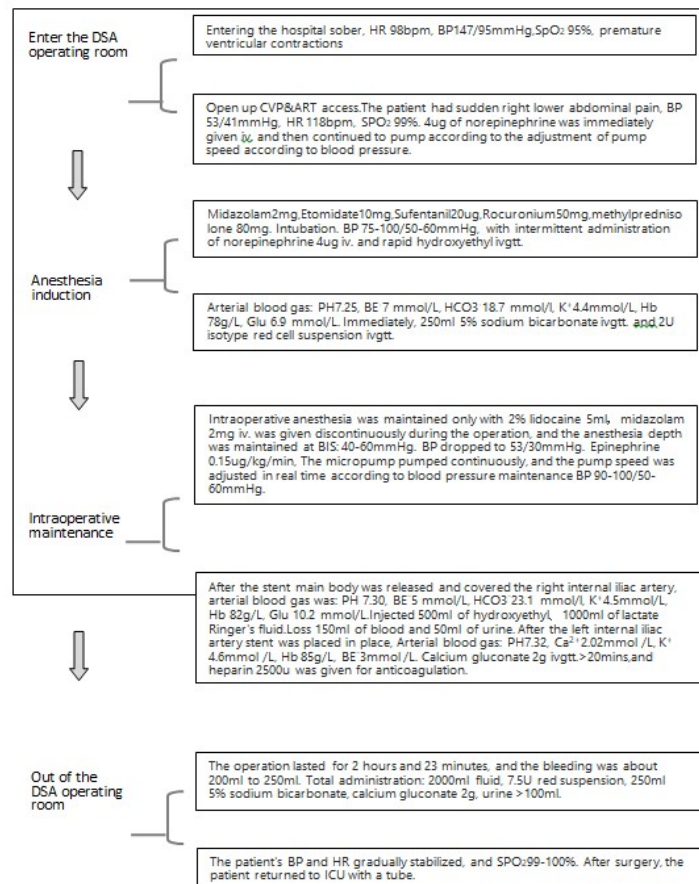 Enter the DSA
operating room
Entering the hospital sober, HR 98bpm, BP147/95mmHg,SpO₂ 95%, premature
ventricular contractions
Open up CVP&ART access.The patient had sudden right lower abdominal pain, BP
53/41mmHg, HR 118bpm, SPO₂ 99%. 4ug of norepinephrine was immediately
given iv, and then continued to pump according to the adjustment of pump
speed according to blood pressure.
Anesthesia
induction
Midazolam2mg,Etomidate10mg,Sufentanil20ug,Rocuronium50mg,methylprednis
olone 80mg. Intubation. BP 75-100/50-60mmHg, with intermittent administration
of norepinephrine 4ug iv. and rapid hydroxyethyl ivgtt.
Arterial blood gas: PH7.25, BE 7 mmol/L, HCO3 18.7 mmol/l, K⁺4.4mmol/L, Hb
78g/L, Glu 6.9 mmol/L. Immediately, 250ml 5% sodium bicarbonate ivgtt. and 2U
isotype red cell suspension ivgtt.
Intraoperative
maintenance
Intraoperative anesthesia was maintained only with 2% lidocaine 5ml, midazolam
2mg iv. was given discontinuously during the operation, and the anesthesia depth
was maintained at BIS: 40-60mmHg. BP dropped to 53/30mmHg. Epinephrine
0.15ug/kg/min, The micropump pumped continuously, and the pump speed was
adjusted in real time according to blood pressure maintenance BP 90-100/50-
60mmHg.
After the stent main body was released and covered the right internal iliac artery,
arterial blood gas was: PH 7.30, BE 5 mmol/L, HCO3 23.1 mmol/l, K⁺4.5mmol/L,
Hb 82g/L, Glu 10.2 mmol/L.Injected 500ml of hydroxyethyl, 1000ml of lactate
Ringer's fluid.Loss 150ml of blood and 50ml of urine. After the left internal iliac
artery stent was placed in place, Arterial blood gas: PH7.32, Ca²⁺2.02mmol /L, K⁺
4.6mmol /L, Hb 85g/L, BE 3mmol /L. Calcium gluconate 2g ivgtt.>20mins,and
heparin 2500u was given for anticoagulation.
Out of the
DSA operating
room
The operation lasted for 2 hours and 23 minutes, and the bleeding was about
200ml to 250ml. Total administration: 2000ml fluid, 7.5U red suspension, 250ml
5% sodium bicarbonate, calcium gluconate 2g, urine >100ml.
The patient's BP and HR gradually stabilized, and SPO₂99-100%. After surgery, the
patient returned to ICU with a tube.